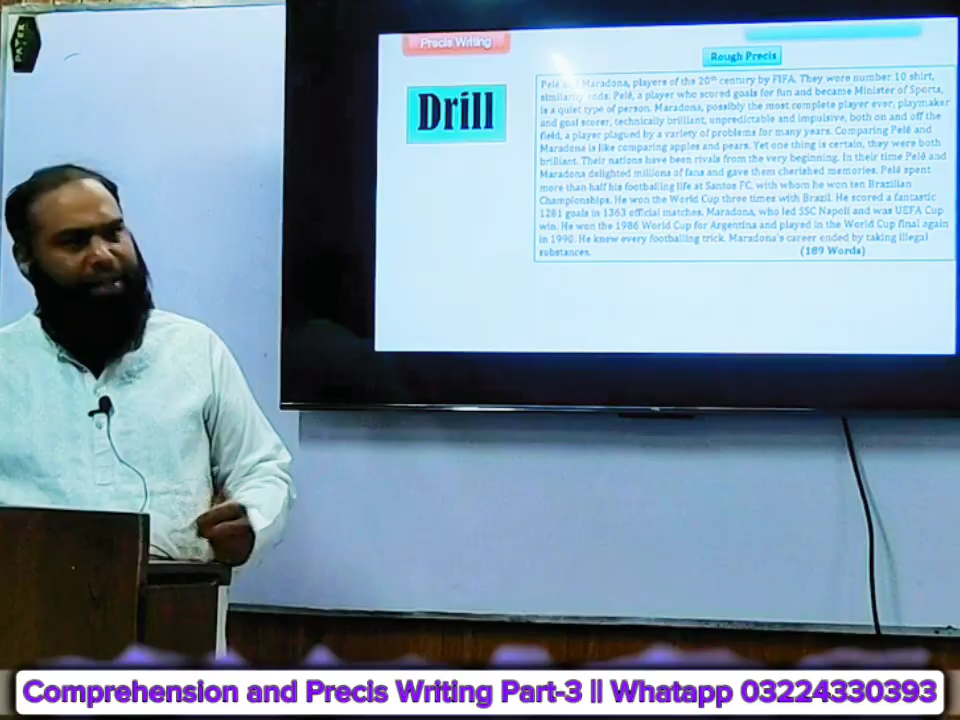 PAYEX
Precis Writing
Rough Precis
Drill
Pelé and Maradona, players of the 20th century by FIFA. They wore number 10 shirt,
similarity ends. Pelé, a player who scored goals for fun and became Minister of Sports,
is a quiet type of person. Maradona, possibly the most complete player ever, playmaker
and goal scorer, technically brilliant, unpredictable and impulsive, both on and off the
field, a player plagued by a variety of problems for many years. Comparing Pelé and
Maradona is like comparing apples and pears. Yet one thing is certain, they were both
brilliant. Their nations have been rivals from the very beginning. In their time Pelé and
Maradona delighted millions of fans and gave them cherished memories. Pelé spent
more than half his footballing life at Santos FC, with whom he won ten Brazilian
Championships. He won the World Cup three times with Brazil. He scored a fantastic
1281 goals in 1363 official matches. Maradona, who led SSC Napoli and was UEFA Cup
win. He won the 1986 World Cup for Argentina and played in the World Cup final again
in 1990. He knew every footballing trick. Maradona's career ended by taking illegal
substances. (189 Words)
Comprehension and Precis Writing Part-3 || Whatapp 03224330393